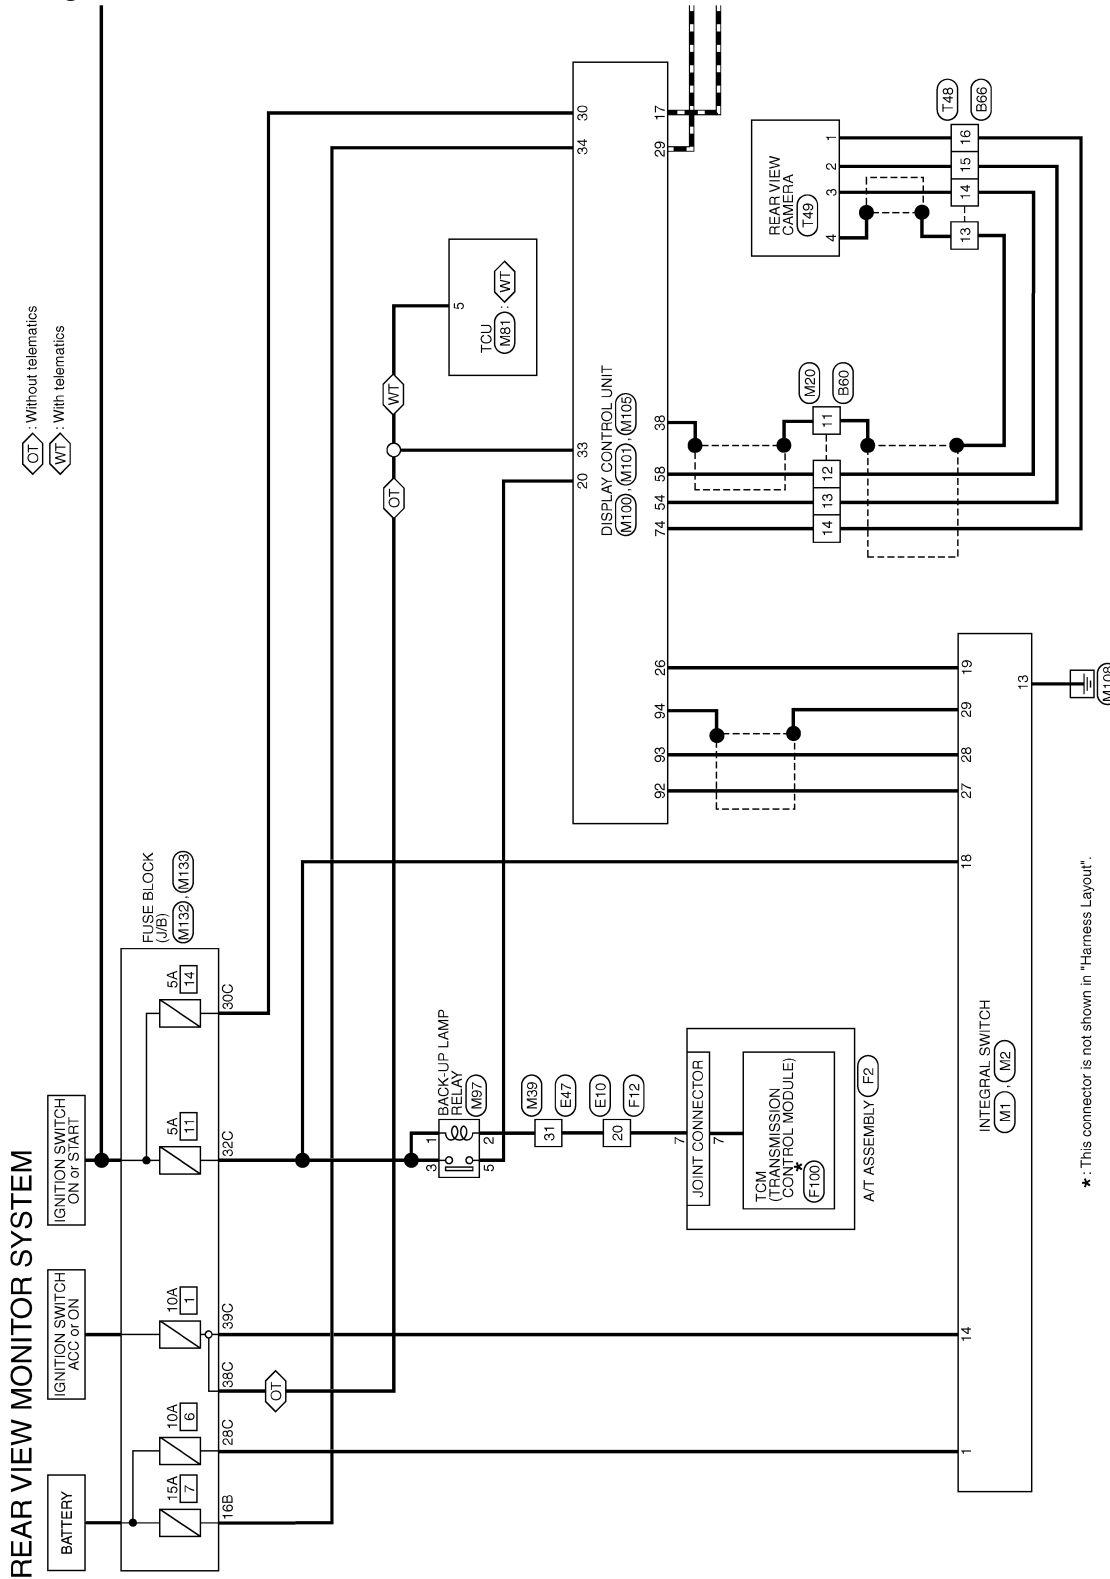 REAR VIEW MONITOR SYSTEM
BATTERY
IGNITION SWITCH
ACC or ON
IGNITION SWITCH
ON or START
OT : Without telematics
WT : With telematics
FUSE BLOCK
(J/B)
M132 , M133
15A
7
10A
6
10A
1
5A
11
5A
14
16B
28C
38C
39C
32C
30C
OT
OT
WT
BACK-UP LAMP
RELAY
M97
1
2
3
5
M39
31
E47
E10
20
F12
7
JOINT CONNECTOR
7
TCM
(TRANSMISSION
CONTROL MODULE)
*
F100
A/T ASSEMBLY F2
TCU
M81 : WT
5
20
33
34
30
DISPLAY CONTROL UNIT
M100 , M101 , M105
92
93
94
26
74
54
58
38
29
17
M20
14
13
12
11
B60
REAR VIEW
CAMERA
T49
4
3
2
1
T48
13
14
15
16
B66
1
14
18
27
28
29
19
INTEGRAL SWITCH
M1 , M2
13
M108
* : This connector is not shown in "Harness Layout".